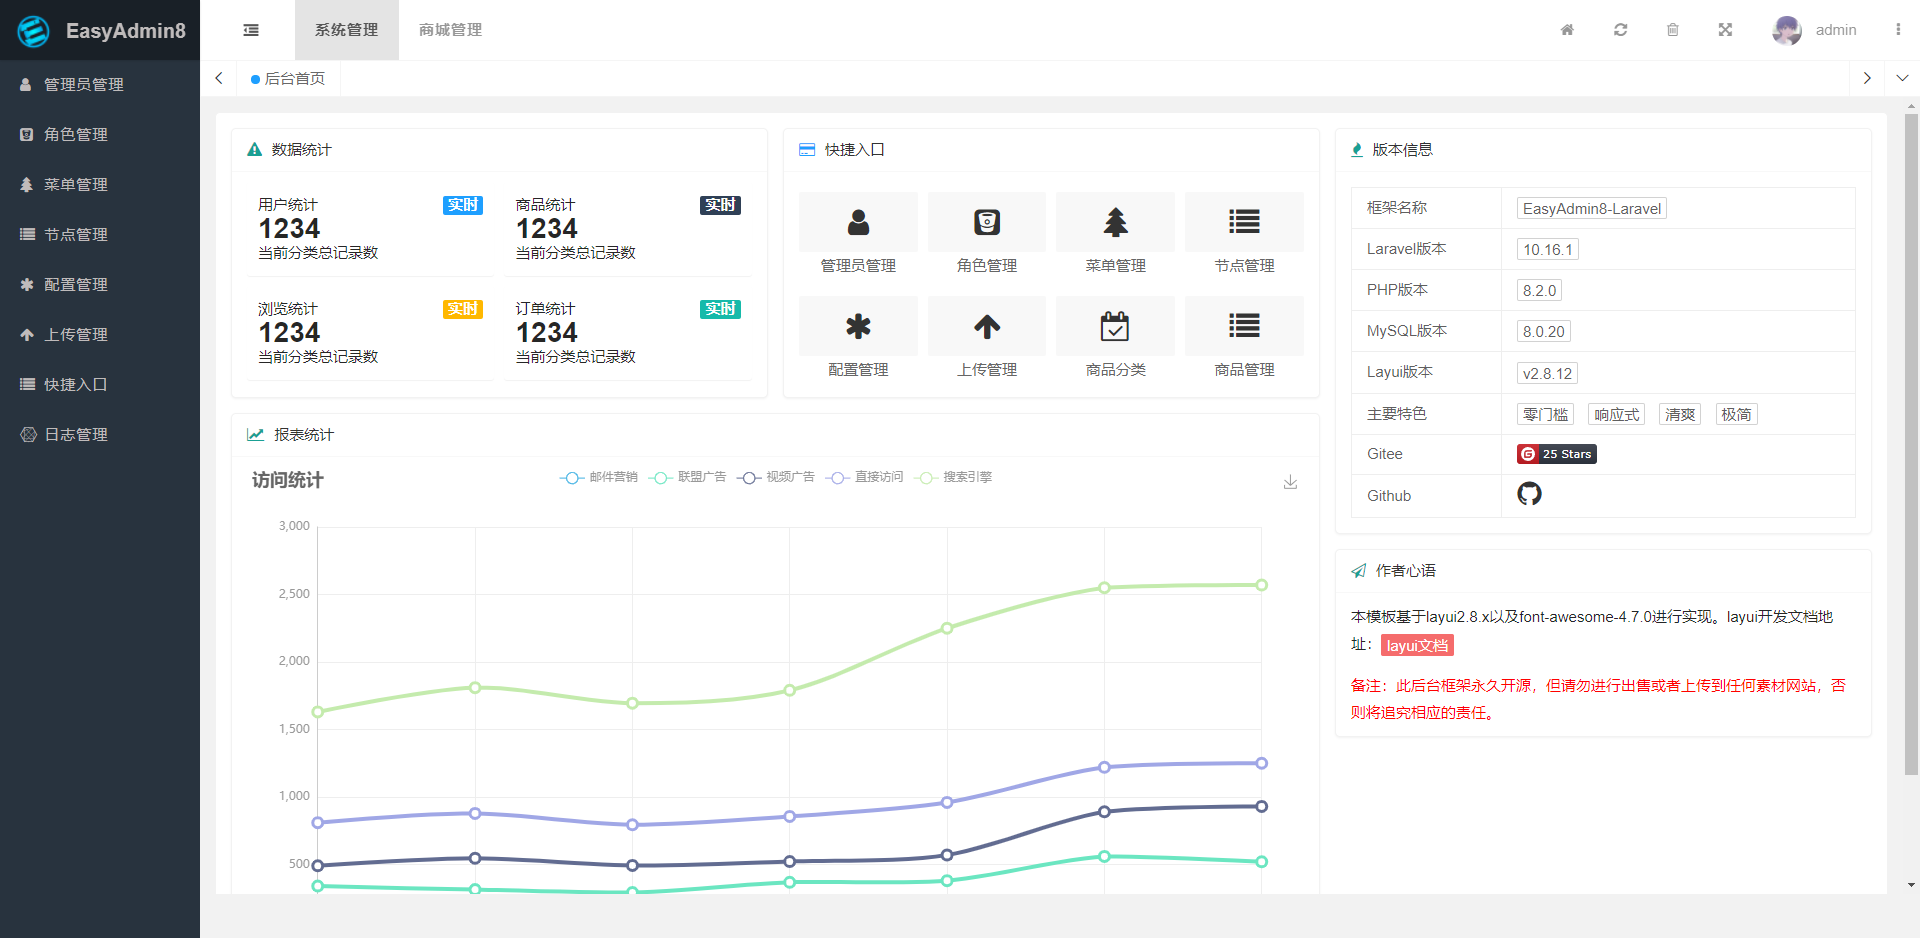 EasyAdmin8
系统管理
商城管理
admin
管理员管理
角色管理
菜单管理
节点管理
配置管理
上传管理
快捷入口
日志管理
后台首页
数据统计
用户统计
实时
1234
当前分类总记录数
商品统计
实时
1234
当前分类总记录数
浏览统计
实时
1234
当前分类总记录数
订单统计
实时
1234
当前分类总记录数
快捷入口
管理员管理
角色管理
菜单管理
节点管理
配置管理
上传管理
商品分类
商品管理
版本信息
框架名称 EasyAdmin8-Laravel
Laravel版本 10.16.1
PHP版本 8.2.0
MySQL版本 8.0.20
Layui版本 v2.8.12
主要特色 零门槛 响应式 清爽 极简
Gitee 25 Stars
Github
报表统计
访问统计
邮件营销 联盟广告 视频广告 直接访问 搜索引擎
3,000
2,500
2,000
1,500
1,000
500
作者心语
本模板基于layui2.8.x以及font-awesome-4.7.0进行实现。layui开发文档地
址： layui文档
备注：此后台框架永久开源，但请勿进行出售或者上传到任何素材网站，否
则将追究相应的责任。